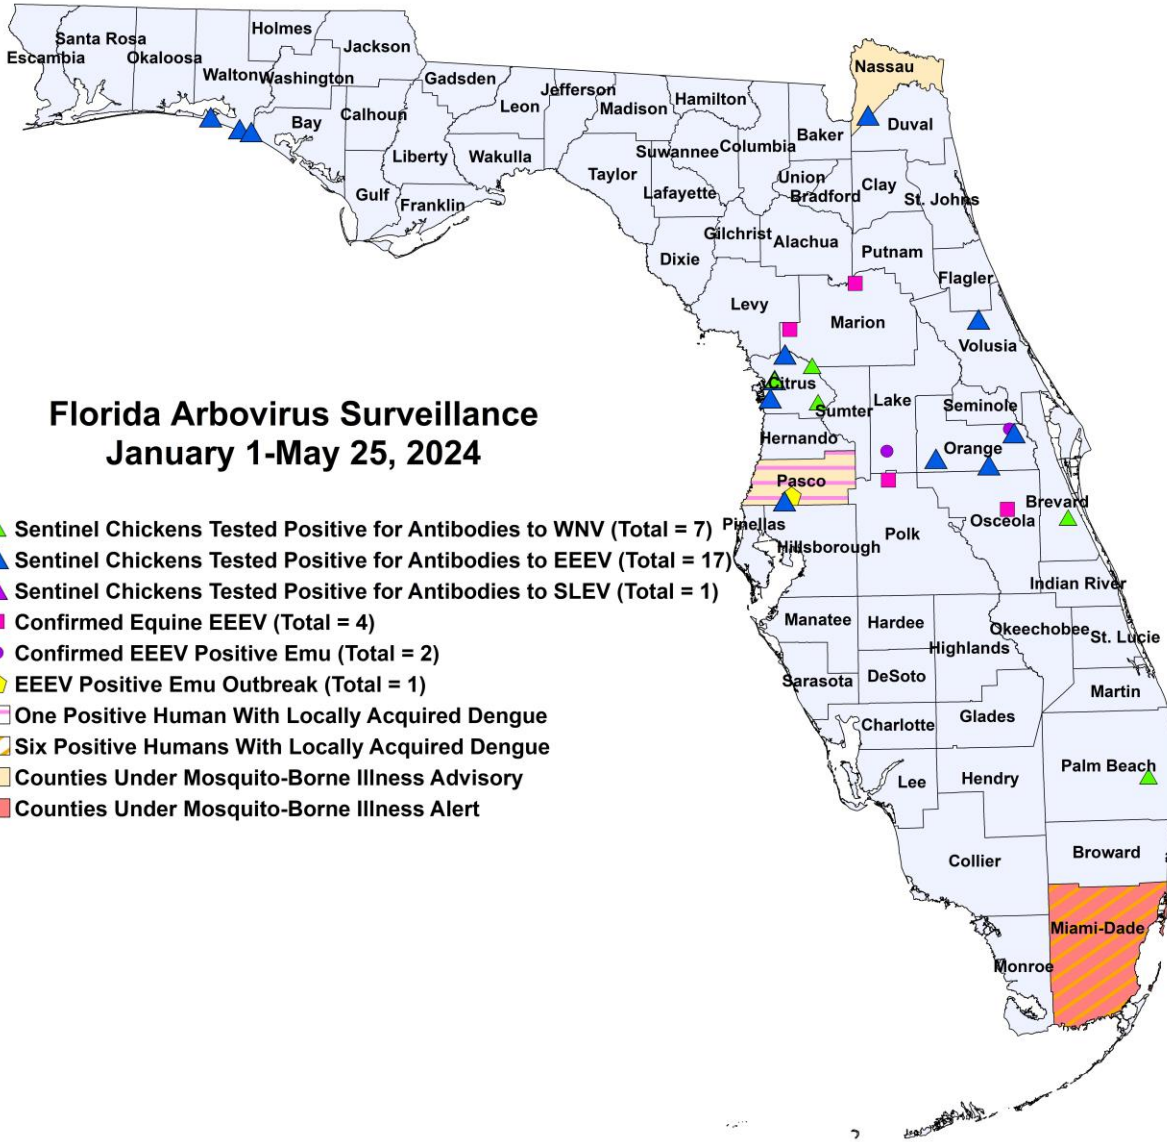 Holmes
Santa Rosa
Escambia
Okaloosa
Jackson
Walton
Washington
Gadsden
Jefferson
Leon
Madison
Hamilton
Nassau
Calhoun
Bay
Duval
Baker
Columbia
Suwannee
Liberty
Wakulla
Taylor
Lafayette
Union
Bradford
Clay
St. Johns
Gulf
Franklin
Gilchrist
Alachua
Dixie
Putnam
Flagler
Levy
Marion
Volusia
Citrus
Lake
Sumter
Seminole
Hernando
Orange
Pasco
Brevard
Osceola
Pinellas
Polk
Hillsborough
Indian River
Manatee
Hardee
Okeechobee
St. Lucie
Highlands
Sarasota
DeSoto
Martin
Charlotte
Glades
Palm Beach
Lee
Hendry
Collier
Broward
Miami-Dade
Monroe
Florida Arbovirus Surveillance
January 1-May 25, 2024
Sentinel Chickens Tested Positive for Antibodies to WNV (Total = 7)
Sentinel Chickens Tested Positive for Antibodies to EEEV (Total = 17)
Sentinel Chickens Tested Positive for Antibodies to SLEV (Total = 1)
Confirmed Equine EEEV (Total = 4)
Confirmed EEEV Positive Emu (Total = 2)
EEEV Positive Emu Outbreak (Total = 1)
One Positive Human With Locally Acquired Dengue
Six Positive Humans With Locally Acquired Dengue
Counties Under Mosquito-Borne Illness Advisory
Counties Under Mosquito-Borne Illness Alert